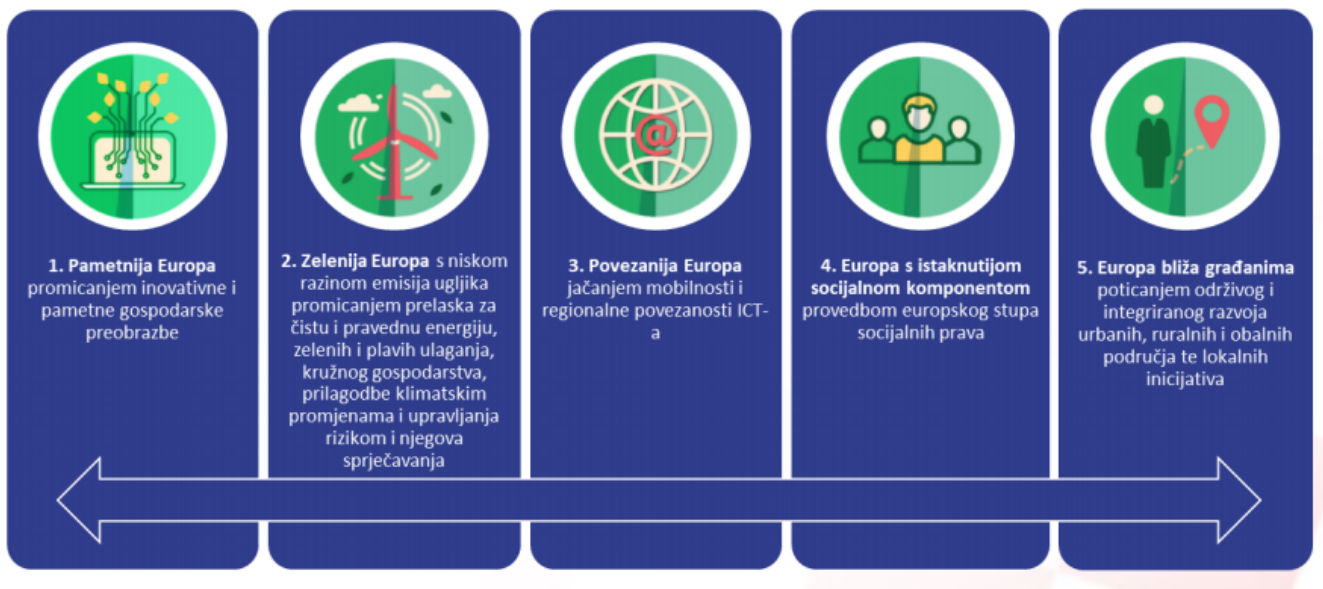 1. Pametnija Europa
promicanjem inovativne i
pametne gospodarske
preobrazbe
2. Zelenija Europa s niskom
razinom emisija ugljika
promicanjem prelaska za
čistu i pravednu energiju,
zelenih i plavih ulaganja,
kružnog gospodarstva,
prilagodbe klimatskim
promjenama i upravljanja
rizikom i njegova
sprječavanja
3. Povezanija Europa
jačanjem mobilnosti i
regionalne povezanosti ICT-
a
4. Europa s istaknutijom
socijalnom komponentom
provedbom europskog stupa
socijalnih prava
5. Europa bliža građanima
poticanjem održivog i
integriranog razvoja
urbanih, ruralnih i obalnih
područja te lokalnih
inicijativa
@